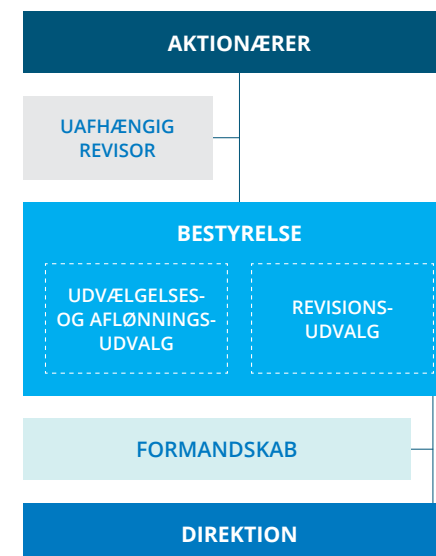 AKTIONÆRER
UAFHÆNGIG
REVISOR
BESTYRELSE
UDVÆLGELSES-
OG AFLØNNINGS-
UDVALG
REVISIONS-
UDVALG
FORMANDSKAB
DIREKTION